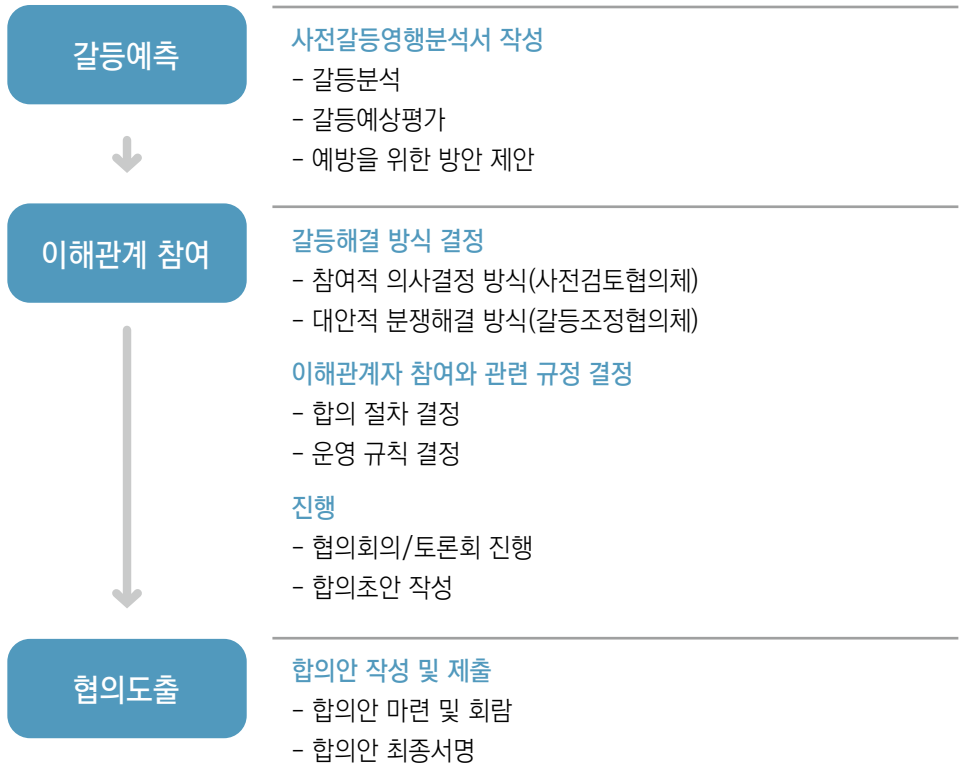 갈등예측
사전갈등영행분석서 작성
- 갈등분석
- 갈등예상평가
- 예방을 위한 방안 제안
이해관계 참여
갈등해결 방식 결정
- 참여적 의사결정 방식(사전검토협의체)
- 대안적 분쟁해결 방식(갈등조정협의체)
이해관계자 참여와 관련 규정 결정
- 합의 절차 결정
- 운영 규칙 결정
진행
- 협의회의/토론회 진행
- 합의초안 작성
협의도출
합의안 작성 및 제출
- 합의안 마련 및 회람
- 합의안 최종서명